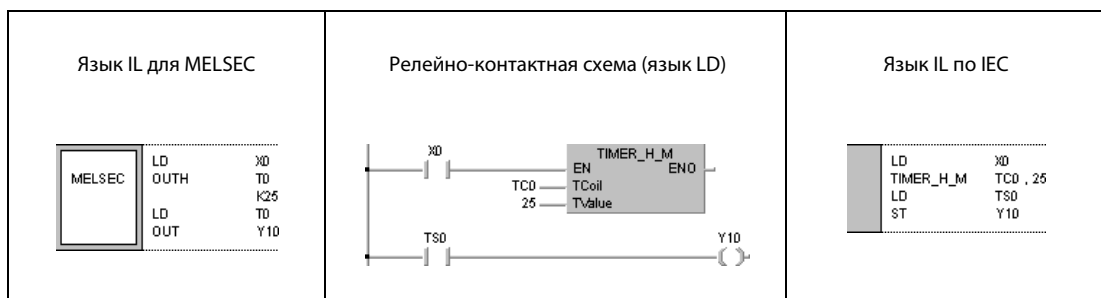 Язык IL для MELSEC
MELSEC
LD X0
OUTH T0
K25
LD T0
OUT Y10
Релейно-контактная схема (язык LD)
X0
TIMER_H_M
EN ENO
TC0 TCoil
25 TValue
TS0 Y10
Язык IL по IEC
LD X0
TIMER_H_M TC0 , 25
LD TS0
ST Y10